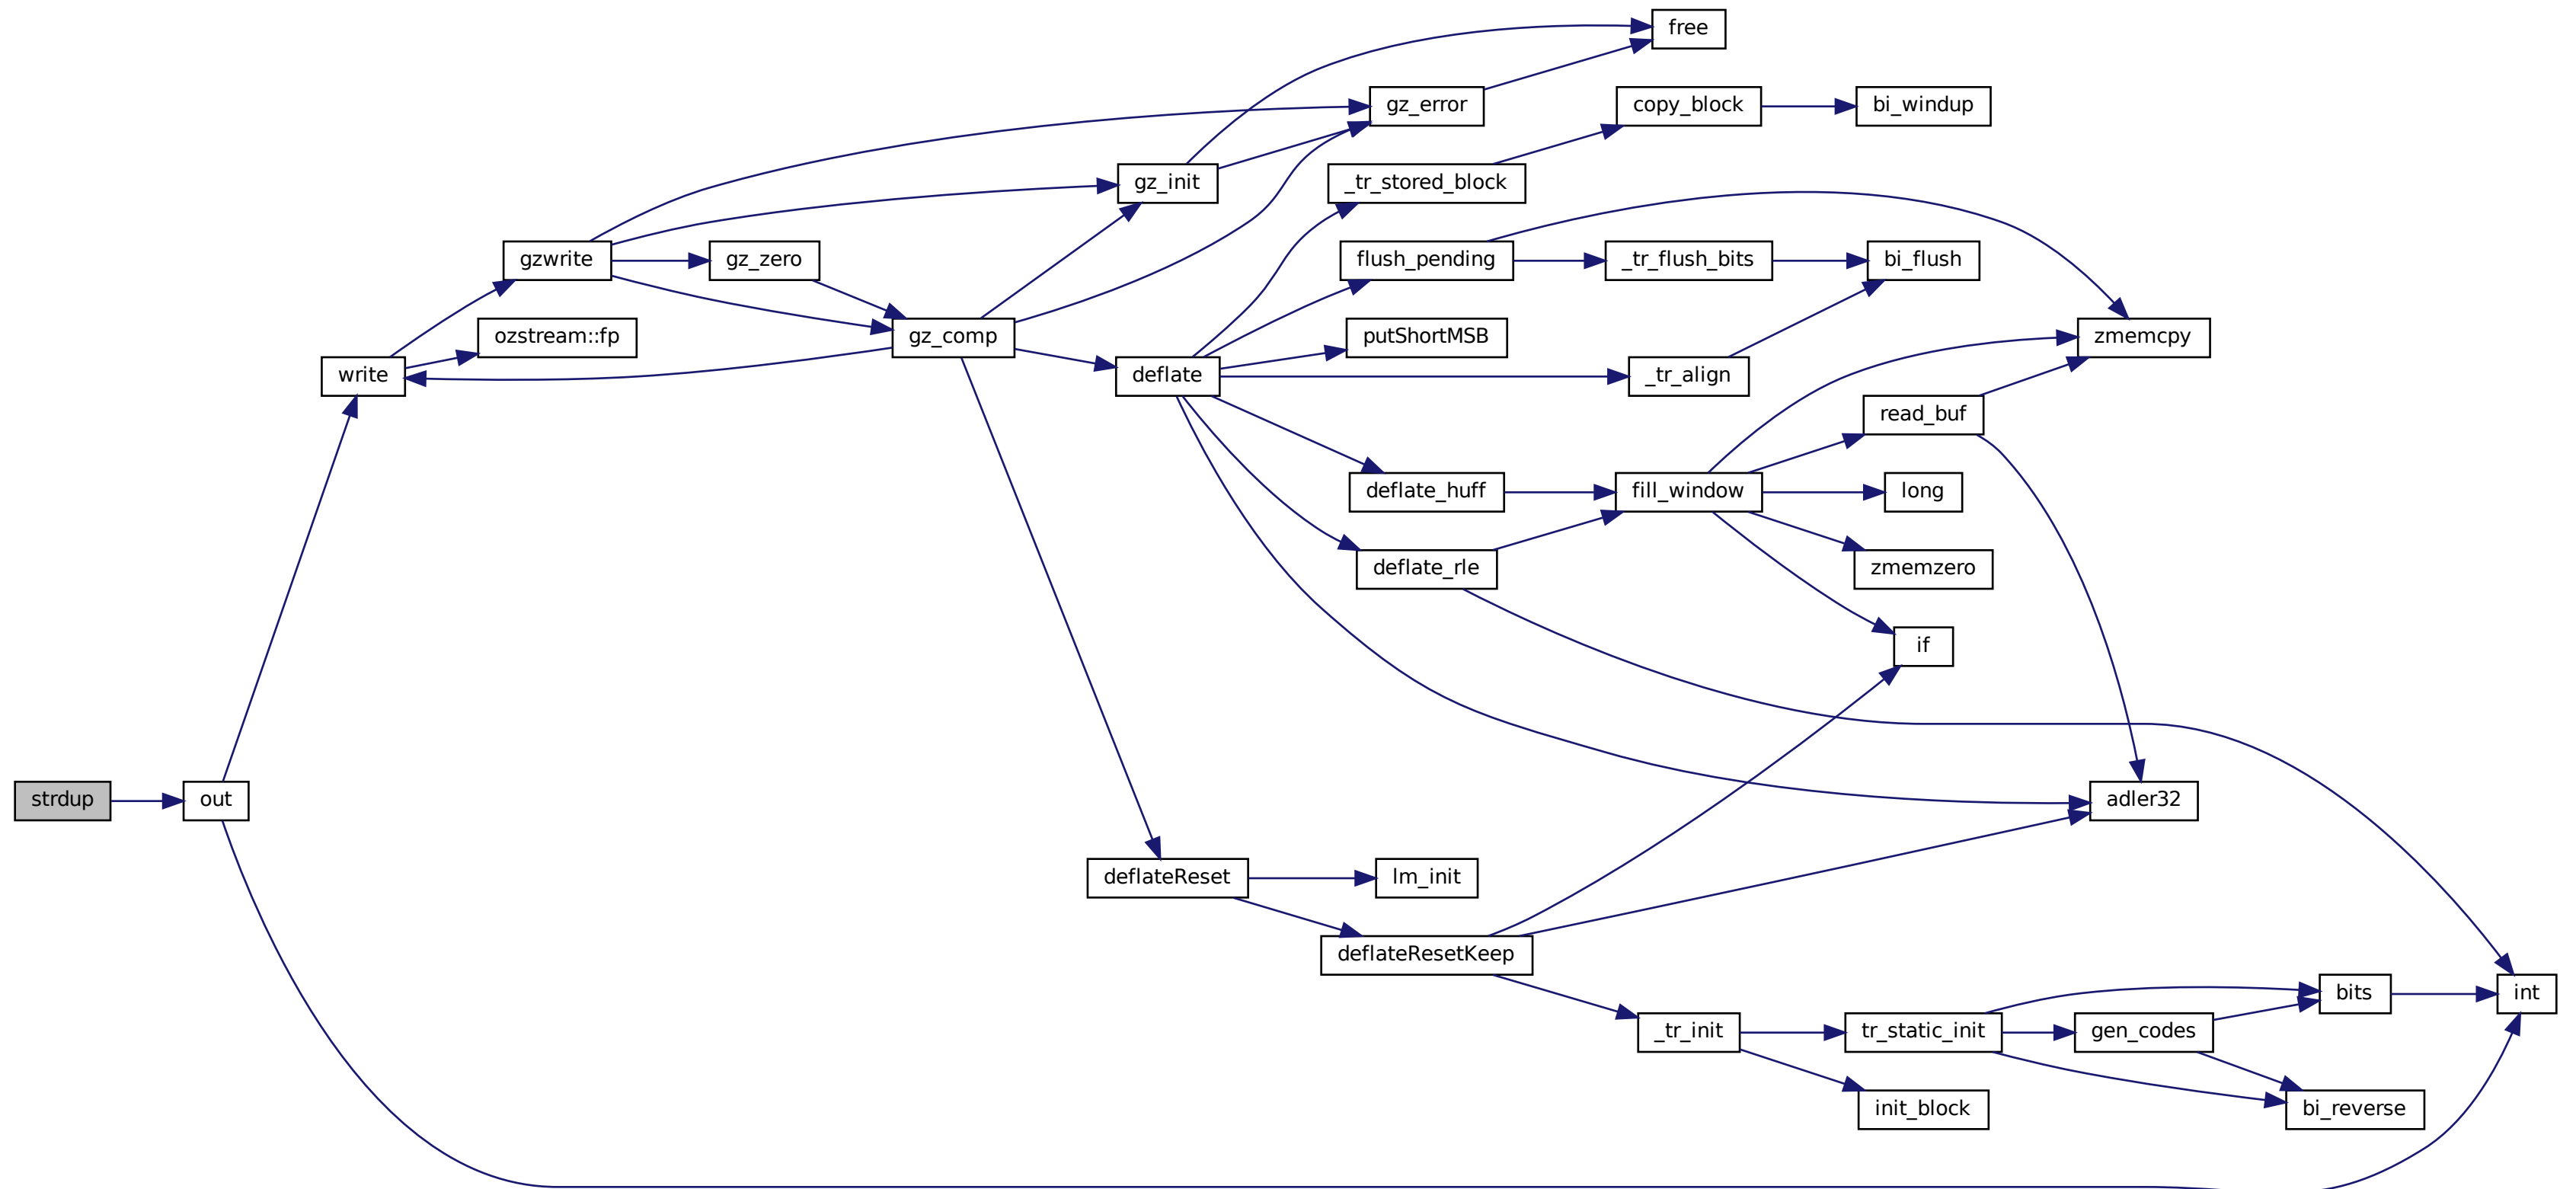 free
gz_error
copy_block
bi_windup
gz_init
_tr_stored_block
gzwrite
gz_zero
flush_pending
_tr_flush_bits
bi_flush
ozstream::fp
gz_comp
putShortMSB
zmemcpy
write
deflate
_tr_align
read_buf
deflate_huff
fill_window
long
deflate_rle
zmemzero
if
strdup
out
adler32
deflateReset
lm_init
deflateResetKeep
bits
int
_tr_init
tr_static_init
gen_codes
init_block
bi_reverse